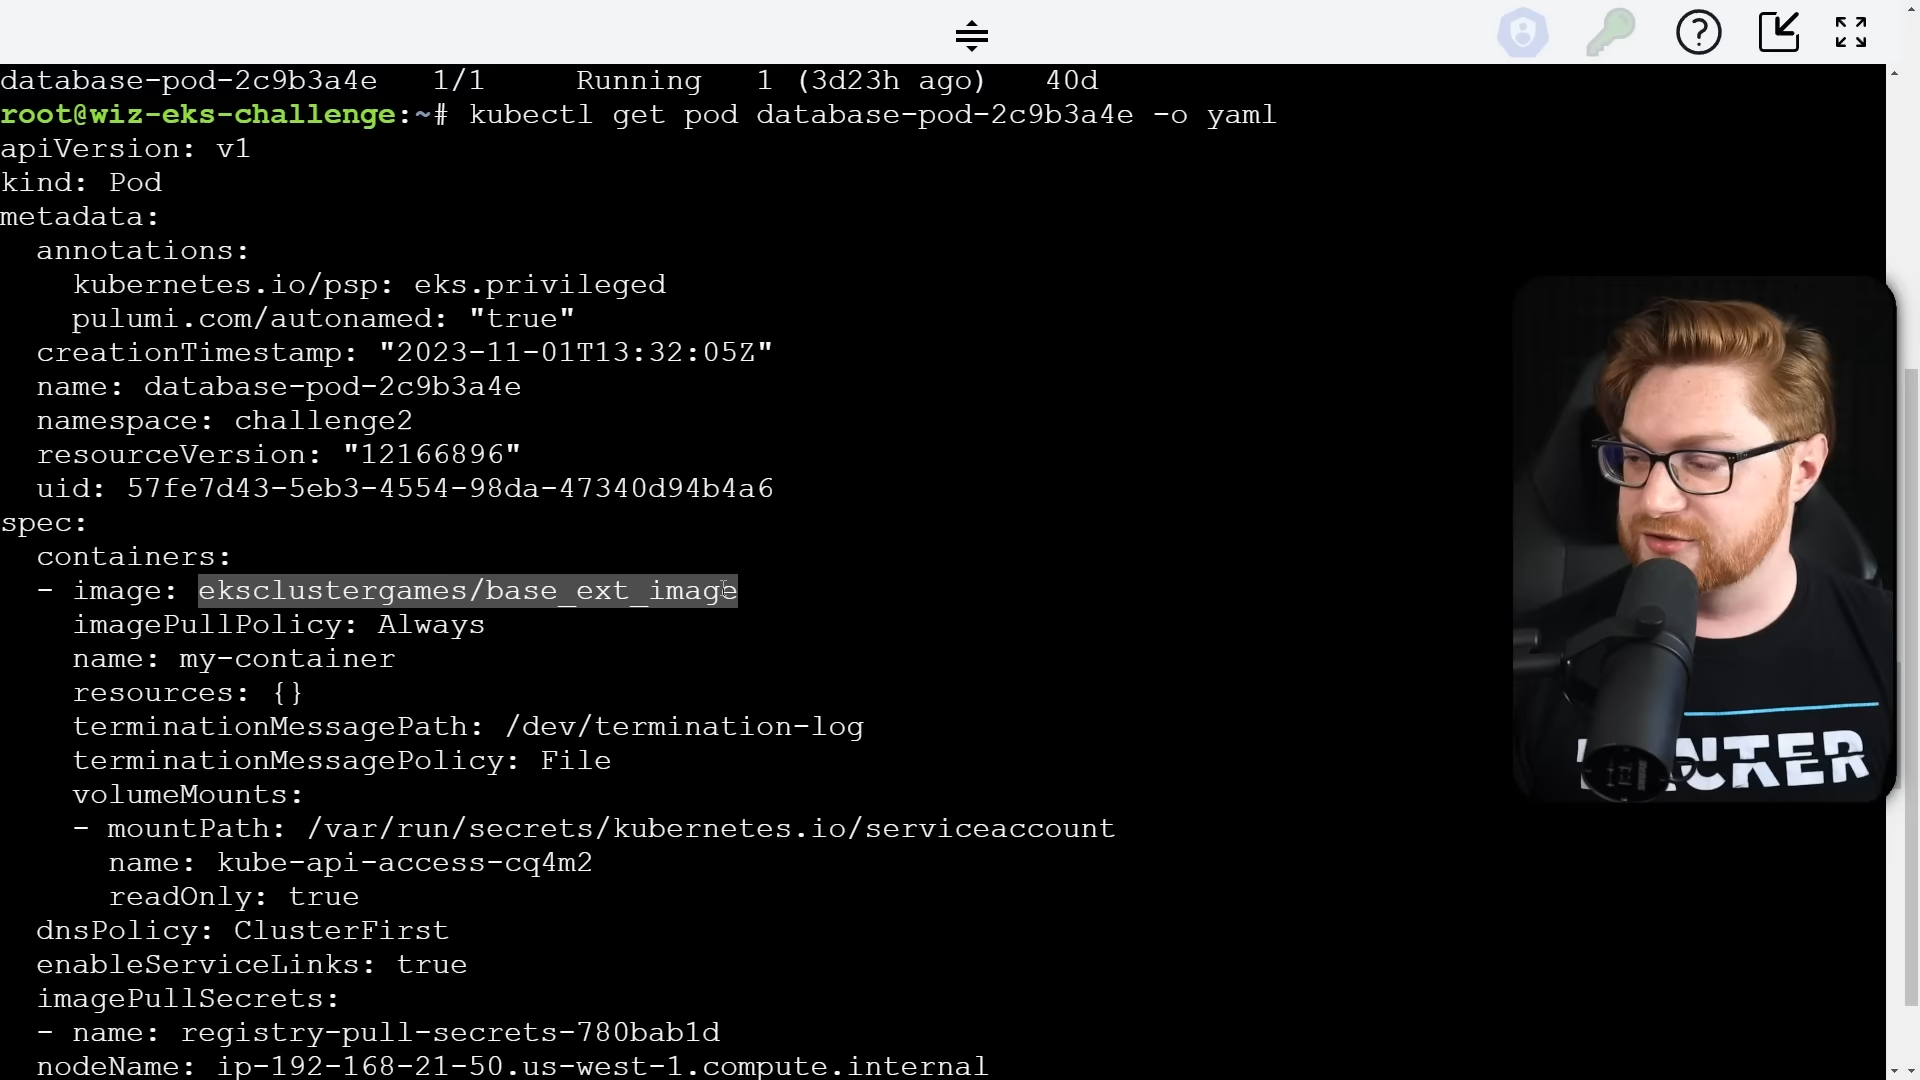 database-pod-2c9b3a4e   1/1     Running   1 (3d23h ago)   40d
root@wiz-eks-challenge:~# kubectl get pod database-pod-2c9b3a4e -o yaml
apiVersion: v1
kind: Pod
metadata:
  annotations:
    kubernetes.io/psp: eks.privileged
    pulumi.com/autonamed: "true"
  creationTimestamp: "2023-11-01T13:32:05Z"
  name: database-pod-2c9b3a4e
  namespace: challenge2
  resourceVersion: "12166896"
  uid: 57fe7d43-5eb3-4554-98da-47340d94b4a6
spec:
  containers:
  - image: eksclustergames/base_ext_image
    imagePullPolicy: Always
    name: my-container
    resources: {}
    terminationMessagePath: /dev/termination-log
    terminationMessagePolicy: File
    volumeMounts:
    - mountPath: /var/run/secrets/kubernetes.io/serviceaccount
      name: kube-api-access-cq4m2
      readOnly: true
  dnsPolicy: ClusterFirst
  enableServiceLinks: true
  imagePullSecrets:
  - name: registry-pull-secrets-780bab1d
  nodeName: ip-192-168-21-50.us-west-1.compute.internal